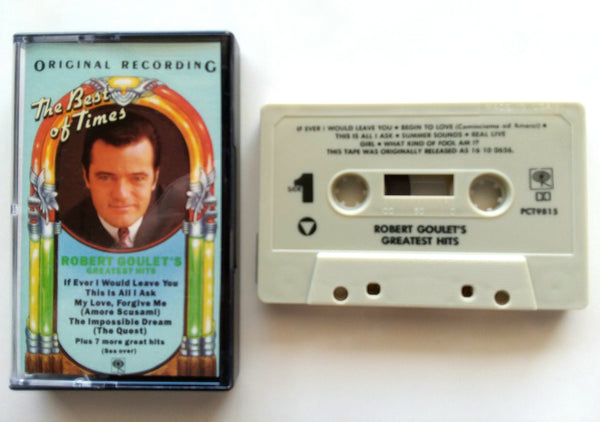 ORIGINAL RECORDING
The Best
of Times
ROBERT GOULET'S
GREATEST HITS
If Ever I Would Leave You
This Is All I Ask
My Love, Forgive Me
(Amore Scusami)
The Impossible Dream
(The Quest)
Plus 7 more great hits
(See over)
IF EVER I WOULD LEAVE YOU • BEGIN TO LOVE (Cominciamo ad Amarci) •
THIS IS ALL I ASK • SUMMER SOUNDS • REAL LIVE
GIRL • WHAT KIND OF FOOL AM I?
THIS TAPE WAS ORIGINALLY RELEASED AS 16 10 0656.
SIDE 1
PCT9815
ROBERT GOULET'S
GREATEST HITS